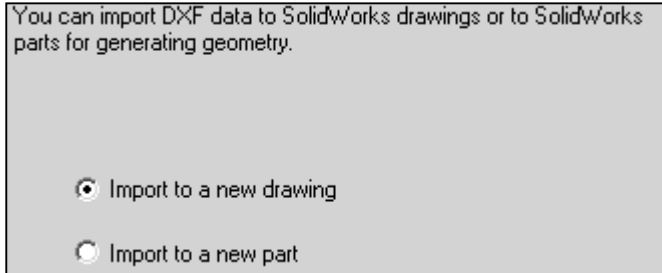 You can import DXF data to SolidWorks drawings or to SolidWorks
parts for generating geometry.
Import to a new drawing
Import to a new part